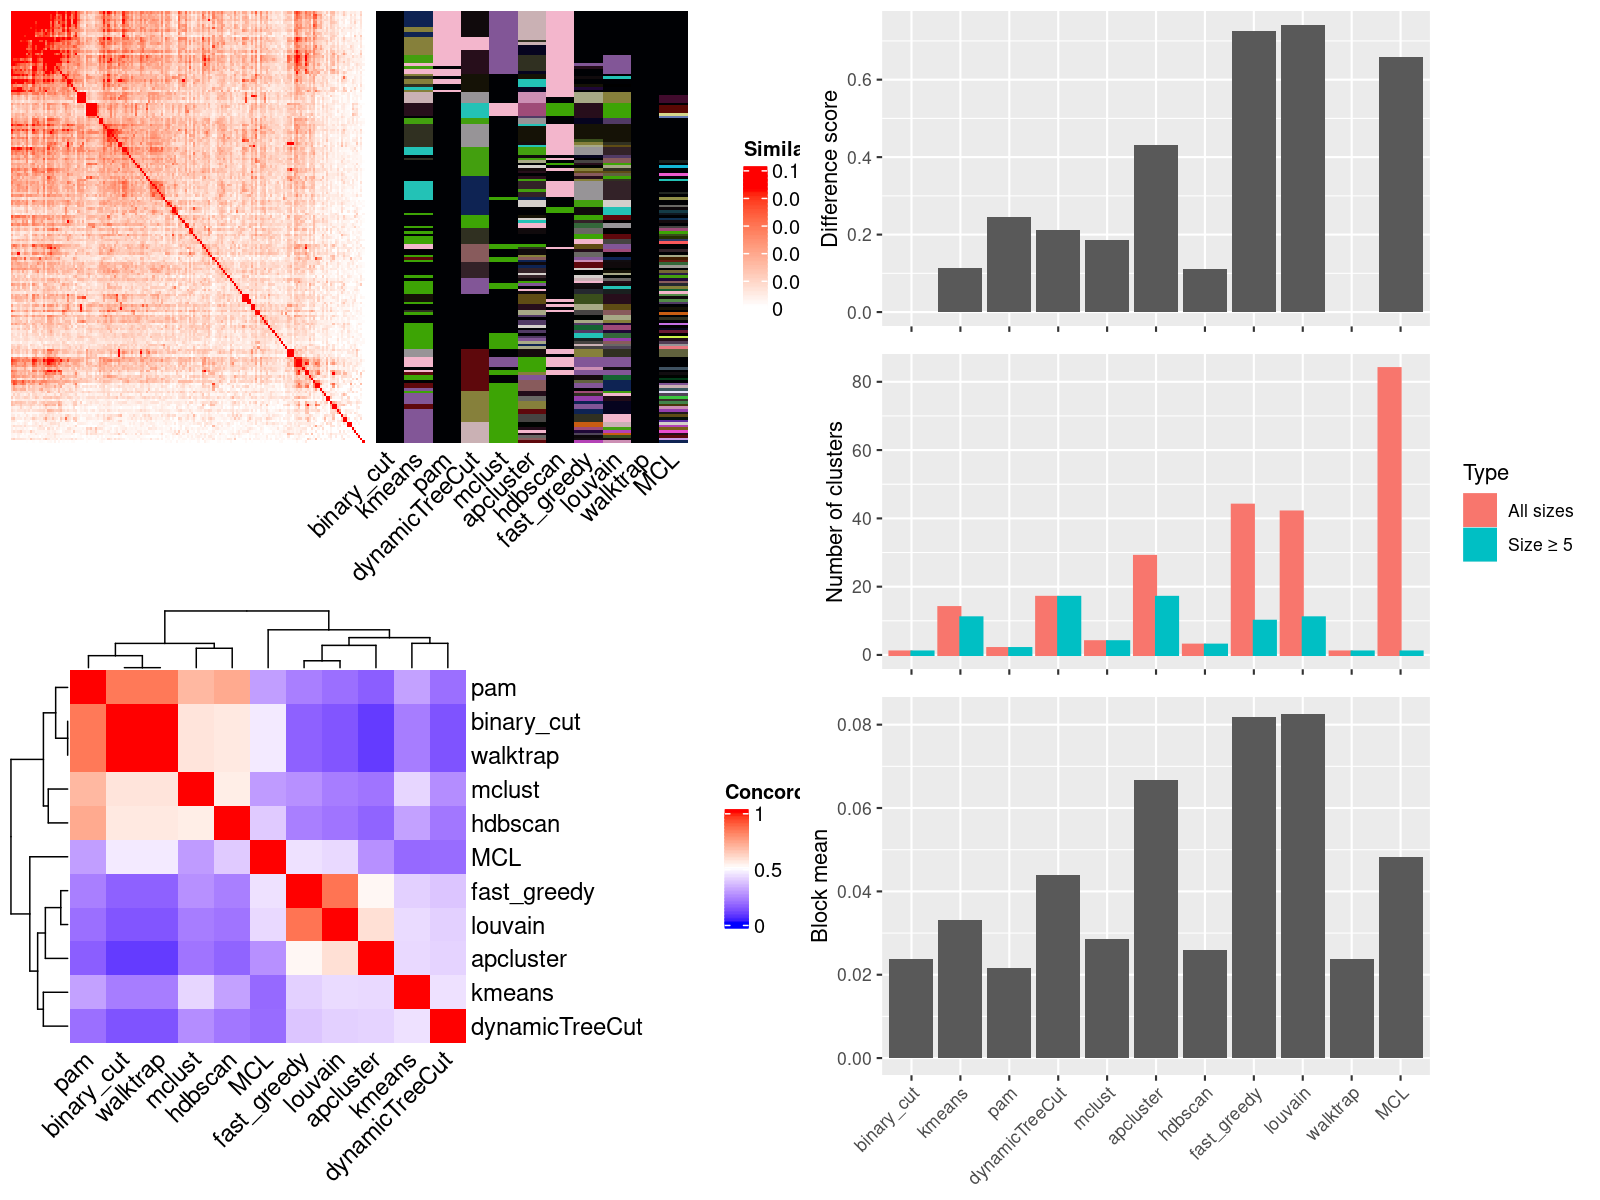 Simila
0.1
0.0
0.0
0.0
0.0
0
binary_cut
kmeans
pam
dynamicTreeCut
mclust
apcluster
hdbscan
fast_greedy
louvain
walktrap
MCL
pam
binary_cut
walktrap
mclust
hdbscan
MCL
fast_greedy
louvain
apcluster
kmeans
dynamicTreeCut
pam
binary_cut
walktrap
mclust
hdbscan
MCL
fast_greedy
louvain
apcluster
kmeans
dynamicTreeCut
Concord
1
0.5
0
Difference score
0.6
0.4
0.2
0.0
Number of clusters
80
60
40
20
0
Type
All sizes
Size ≥ 5
Block mean
0.08
0.06
0.04
0.02
0.00
binary_cut
kmeans
pam
dynamicTreeCut
mclust
apcluster
hdbscan
fast_greedy
louvain
walktrap
MCL